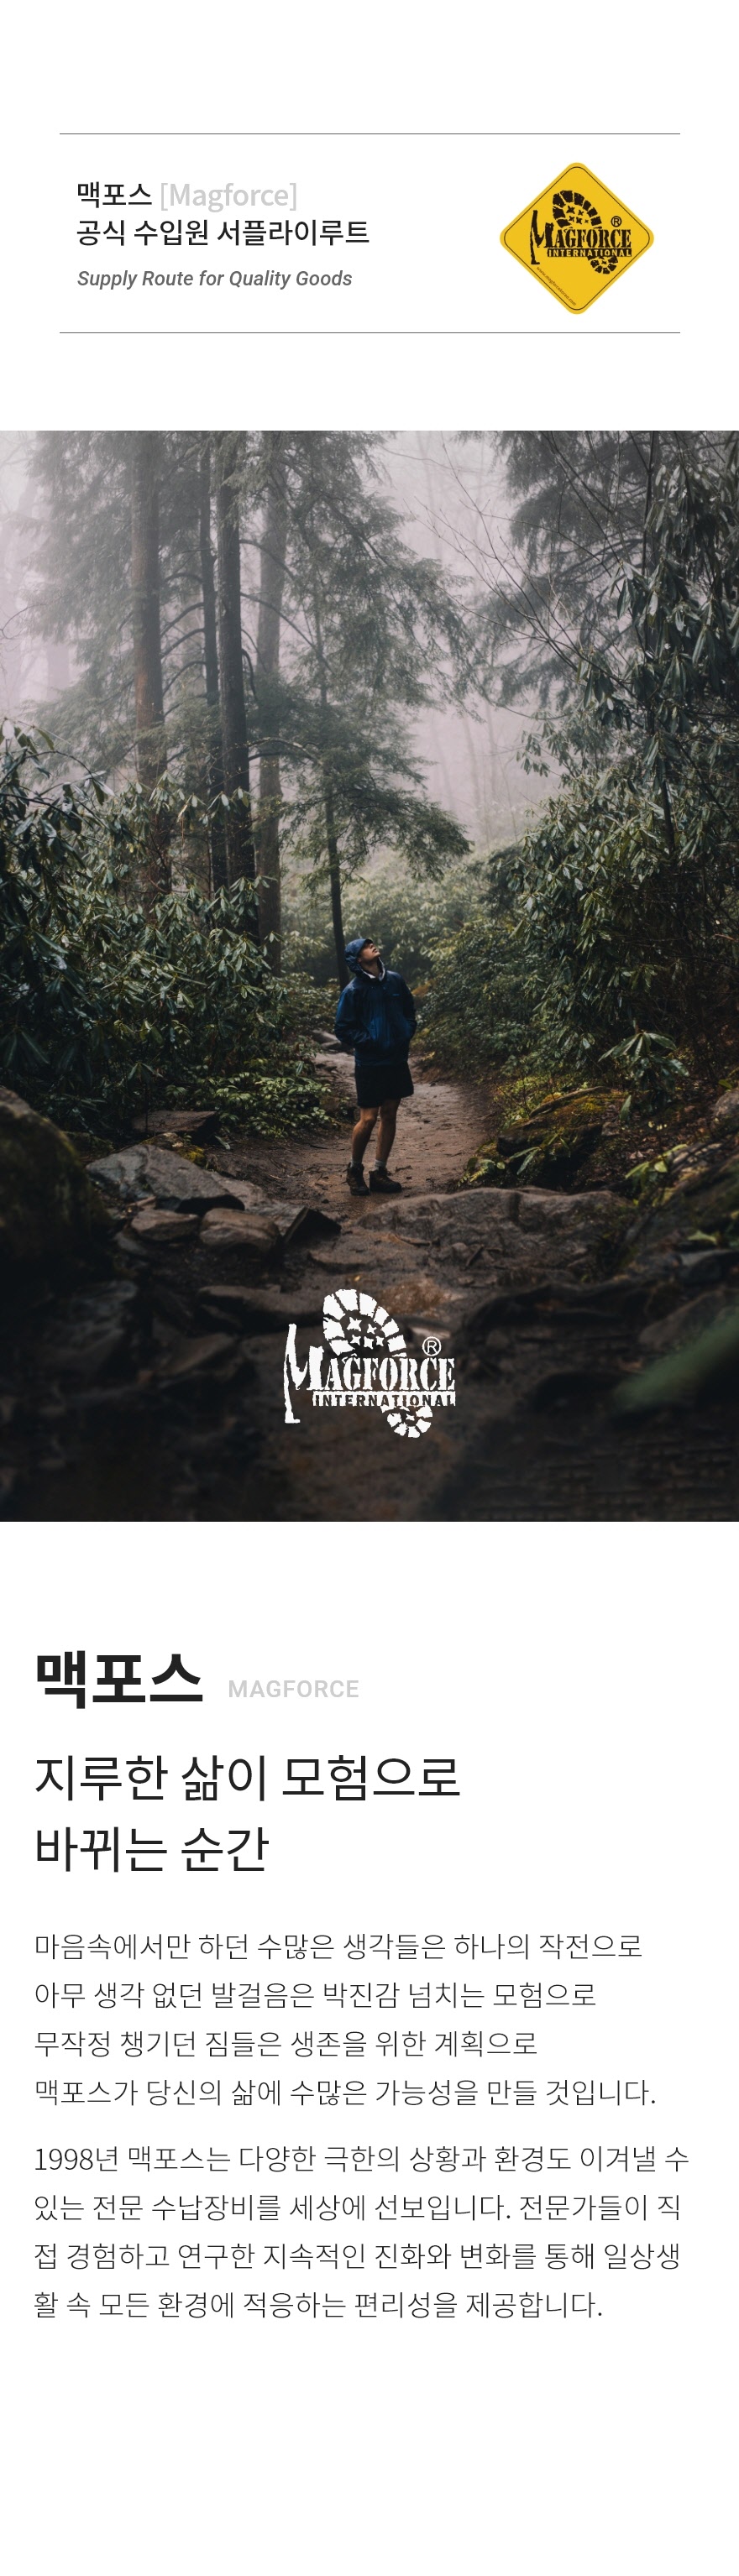 맥포스 [Magforce]
공식 수입원 서플라이루트
Supply Route for Quality Goods
MAGFORCE ®
INTERNATIONAL
MAGFORCE ®
INTERNATIONAL
맥포스 MAGFORCE
지루한 삶이 모험으로
바뀌는 순간
마음속에서만 하던 수많은 생각들은 하나의 작전으로
아무 생각 없던 발걸음은 박진감 넘치는 모험으로
무작정 챙기던 짐들은 생존을 위한 계획으로
맥포스가 당신의 삶에 수많은 가능성을 만들 것입니다.
1998년 맥포스는 다양한 극한의 상황과 환경도 이겨낼 수
있는 전문 수납장비를 세상에 선보입니다. 전문가들이 직
접 경험하고 연구한 지속적인 진화와 변화를 통해 일상생
활 속 모든 환경에 적응하는 편리성을 제공합니다.